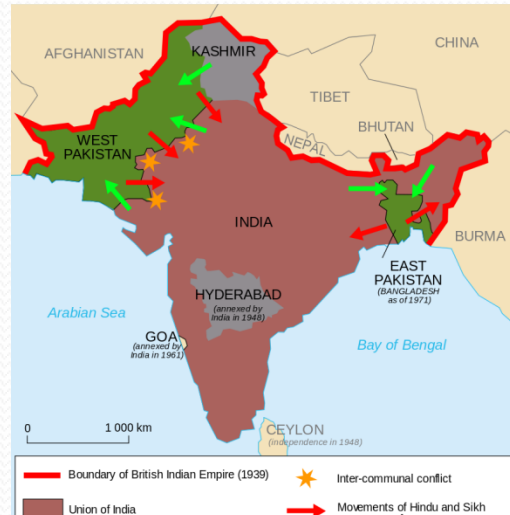 AFGHANISTAN
KASHMIR
CHINA
TIBET
NEPAL
BHUTAN
WEST
PAKISTAN
INDIA
BURMA
EAST
PAKISTAN
(BANGLADESH
as of 1971)
HYDERABAD
(annexed by
India in 1948)
Arabian Sea
GOA
(annexed by
India in 1961)
Bay of Bengal
0 1 000 km
CEYLON
(independence in 1948)
Boundary of British Indian Empire (1939)
Inter-communal conflict
Union of India
Movements of Hindu and Sikh